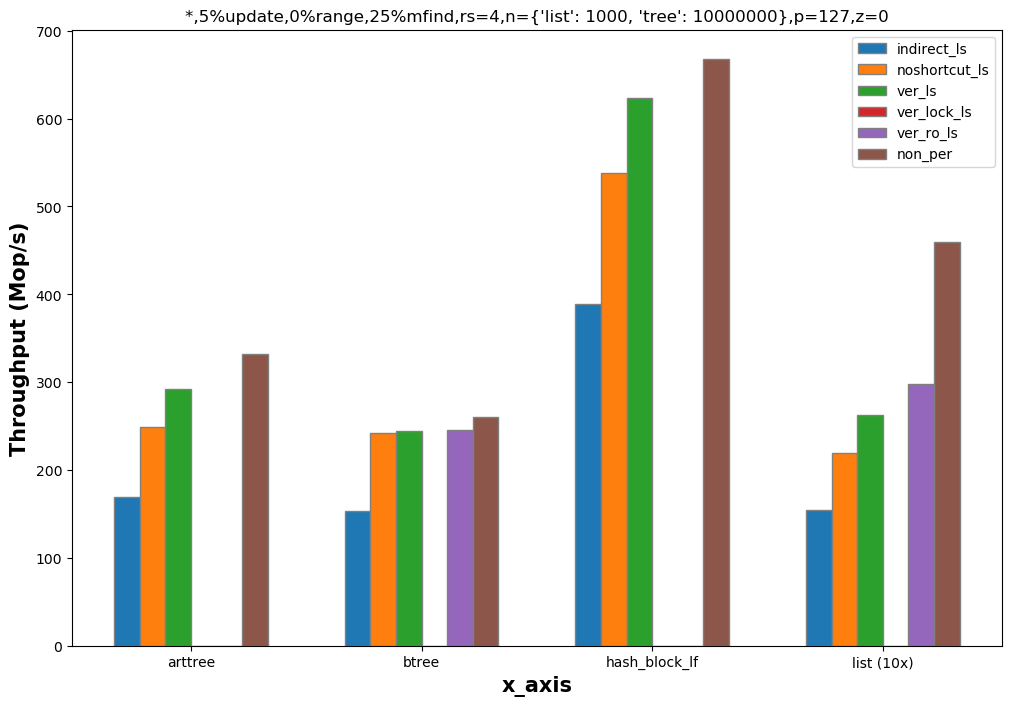 *,5%update,0%range,25%mfind,rs=4,n={'list': 1000, 'tree': 10000000},p=127,z=0
700
600
500
400
300
200
100
0
Throughput (Mop/s)
indirect_ls
noshortcut_ls
ver_ls
ver_lock_ls
ver_ro_ls
non_per
arttree btree hash_block_lf list (10x)
x_axis